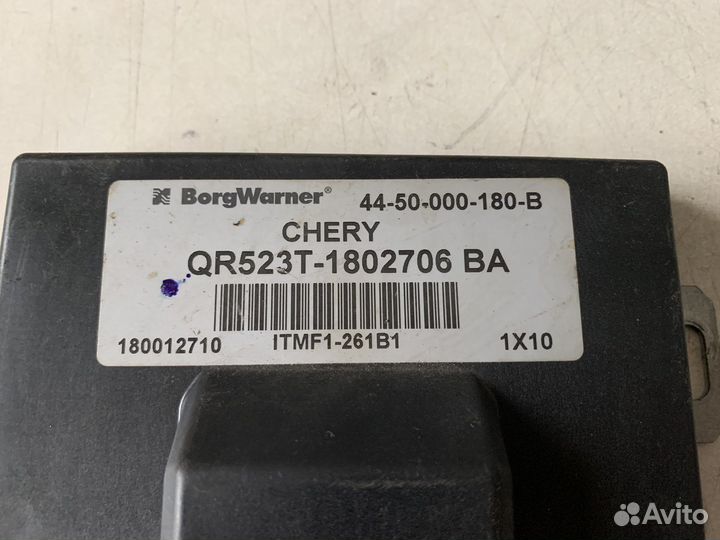 BorgWarner® 44-50-000-180-B
CHERY
QR523T-1802706 BA
180012710 ITMF1-261B1 1X10
Avito